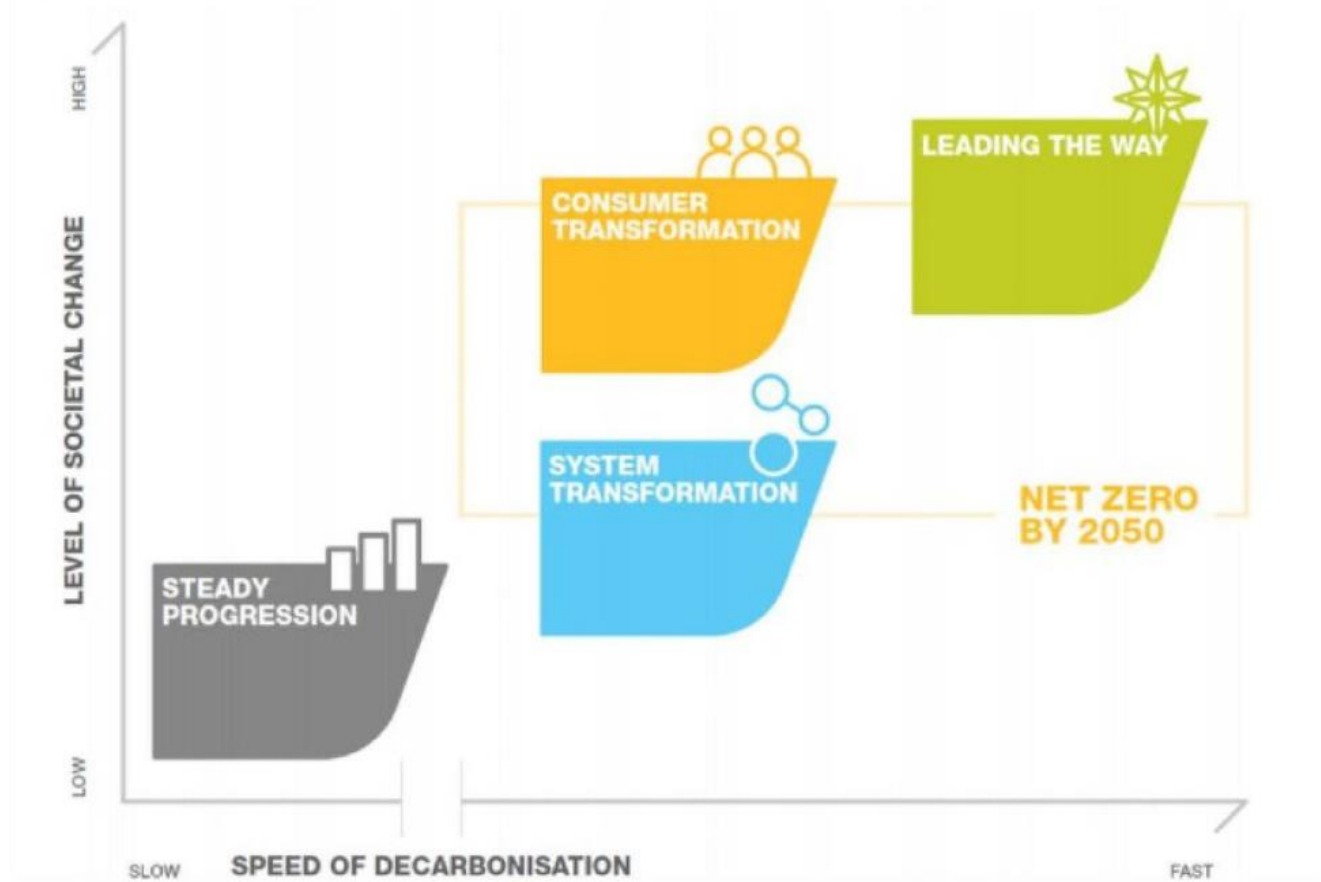 HIGH
LEVEL OF SOCIETAL CHANGE
LOW
LEADING THE WAY
CONSUMER
TRANSFORMATION
SYSTEM
TRANSFORMATION
NET ZERO
BY 2050
STEADY
PROGRESSION
SLOW
SPEED OF DECARBONISATION
FAST